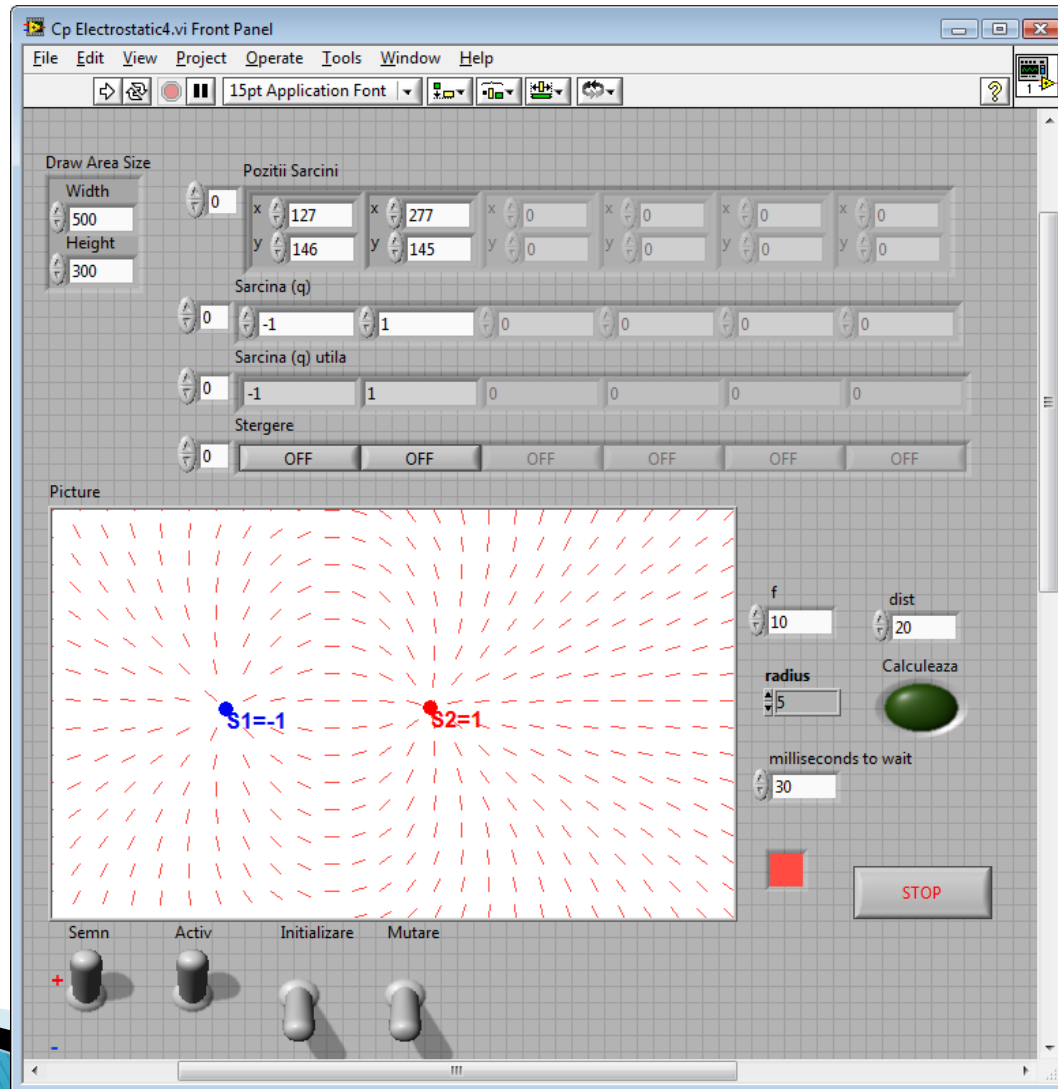 Cp Electrostatic4.vi Front Panel
File Edit View Project Operate Tools Window Help
15pt Application Font
1
Draw Area Size
Width
500
Height
300
Pozitii Sarcini
0
x 127 x 277 x 0 x 0 x 0 x 0
y 146 y 145 y 0 y 0 y 0 y 0
Sarcina (q)
0 -1 1 0 0 0 0
Sarcina (q) utila
0 -1 1 0 0 0 0
Stergere
0 OFF OFF OFF OFF OFF OFF
Picture
S1=-1 S2=1
f dist
10 20
radius Calculeaza
5
milliseconds to wait
30
STOP
Semn Activ Initializare Mutare
+
-